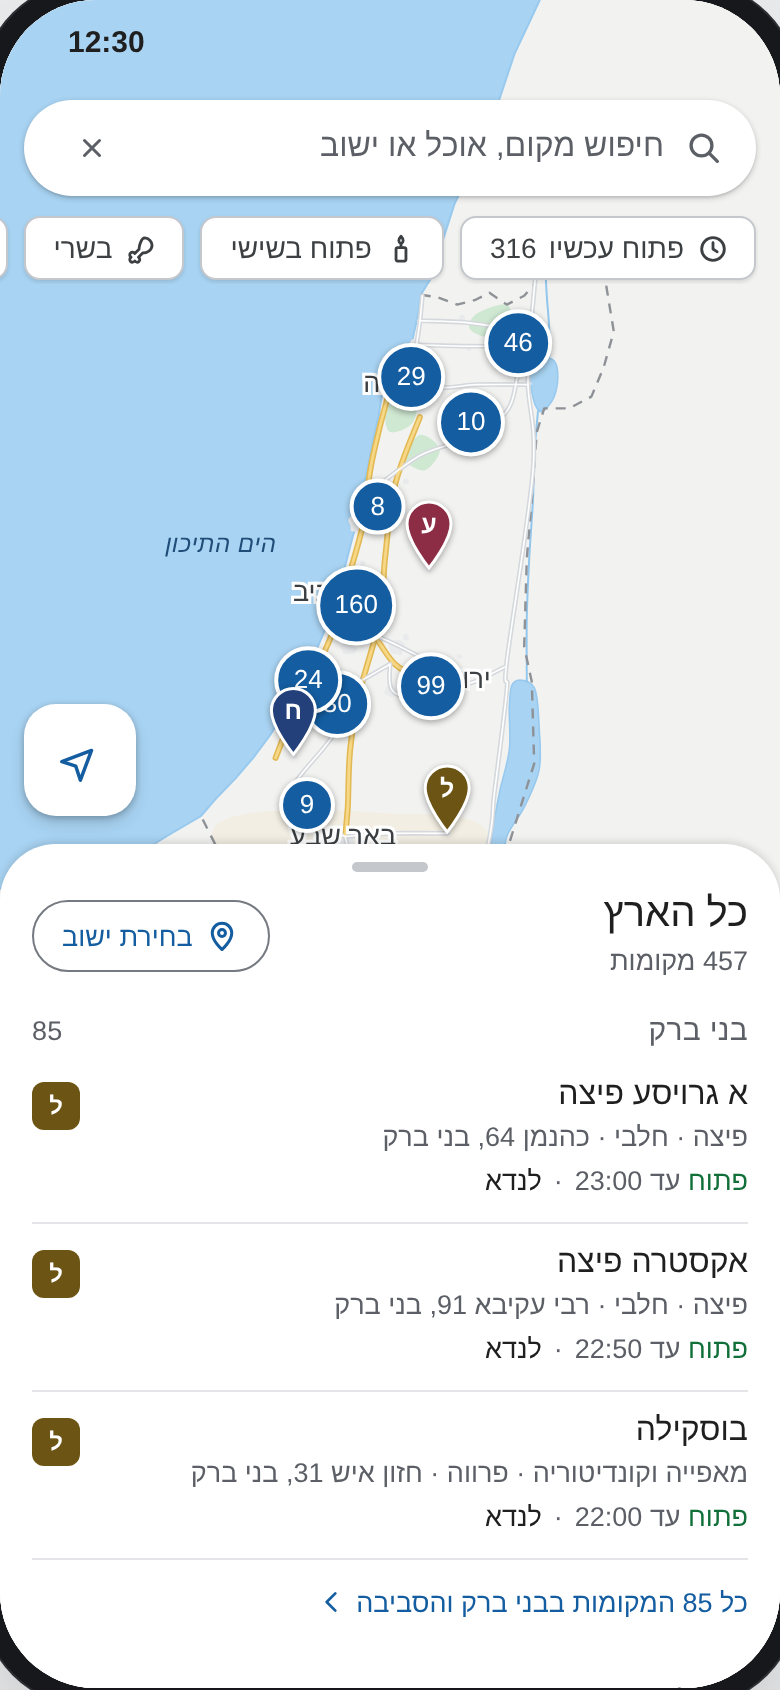 12:30
חיפוש מקום, אוכל או ישוב
פתוח עכשיו 316
פתוח בשישי
בשרי
46
29
10
8
ע
הים התיכון
160
24
99
ח
9
ל
באר שבע
כל הארץ
457 מקומות
בחירת ישוב
בני ברק
85
א גרויסע פיצה
ל
פיצה · חלבי · כהנמן 64, בני ברק
פתוח עד 23:00 · לנדא
אקסטרה פיצה
ל
פיצה · חלבי · רבי עקיבא 91, בני ברק
פתוח עד 22:50 · לנדא
בוסקילה
ל
מאפייה וקונדיטוריה · פרווה · חזון איש 31, בני ברק
פתוח עד 22:00 · לנדא
כל 85 המקומות בבני ברק והסביבה